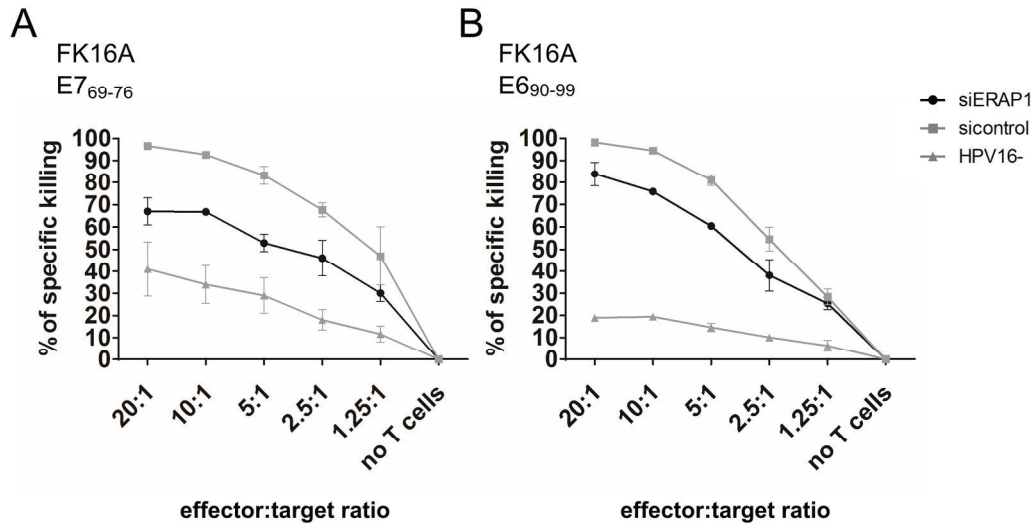 A
FK16A
E7₆₉₋₇₆
% of specific killing
100
90
80
70
60
50
40
30
20
10
0
20:1
10:1
5:1
2.5:1
1.25:1
no T cells
effector:target ratio
B
FK16A
E6₉₀₋₉₉
% of specific killing
100
90
80
70
60
50
40
30
20
10
0
20:1
10:1
5:1
2.5:1
1.25:1
no T cells
effector:target ratio
siERAP1
sicontrol
HPV16-